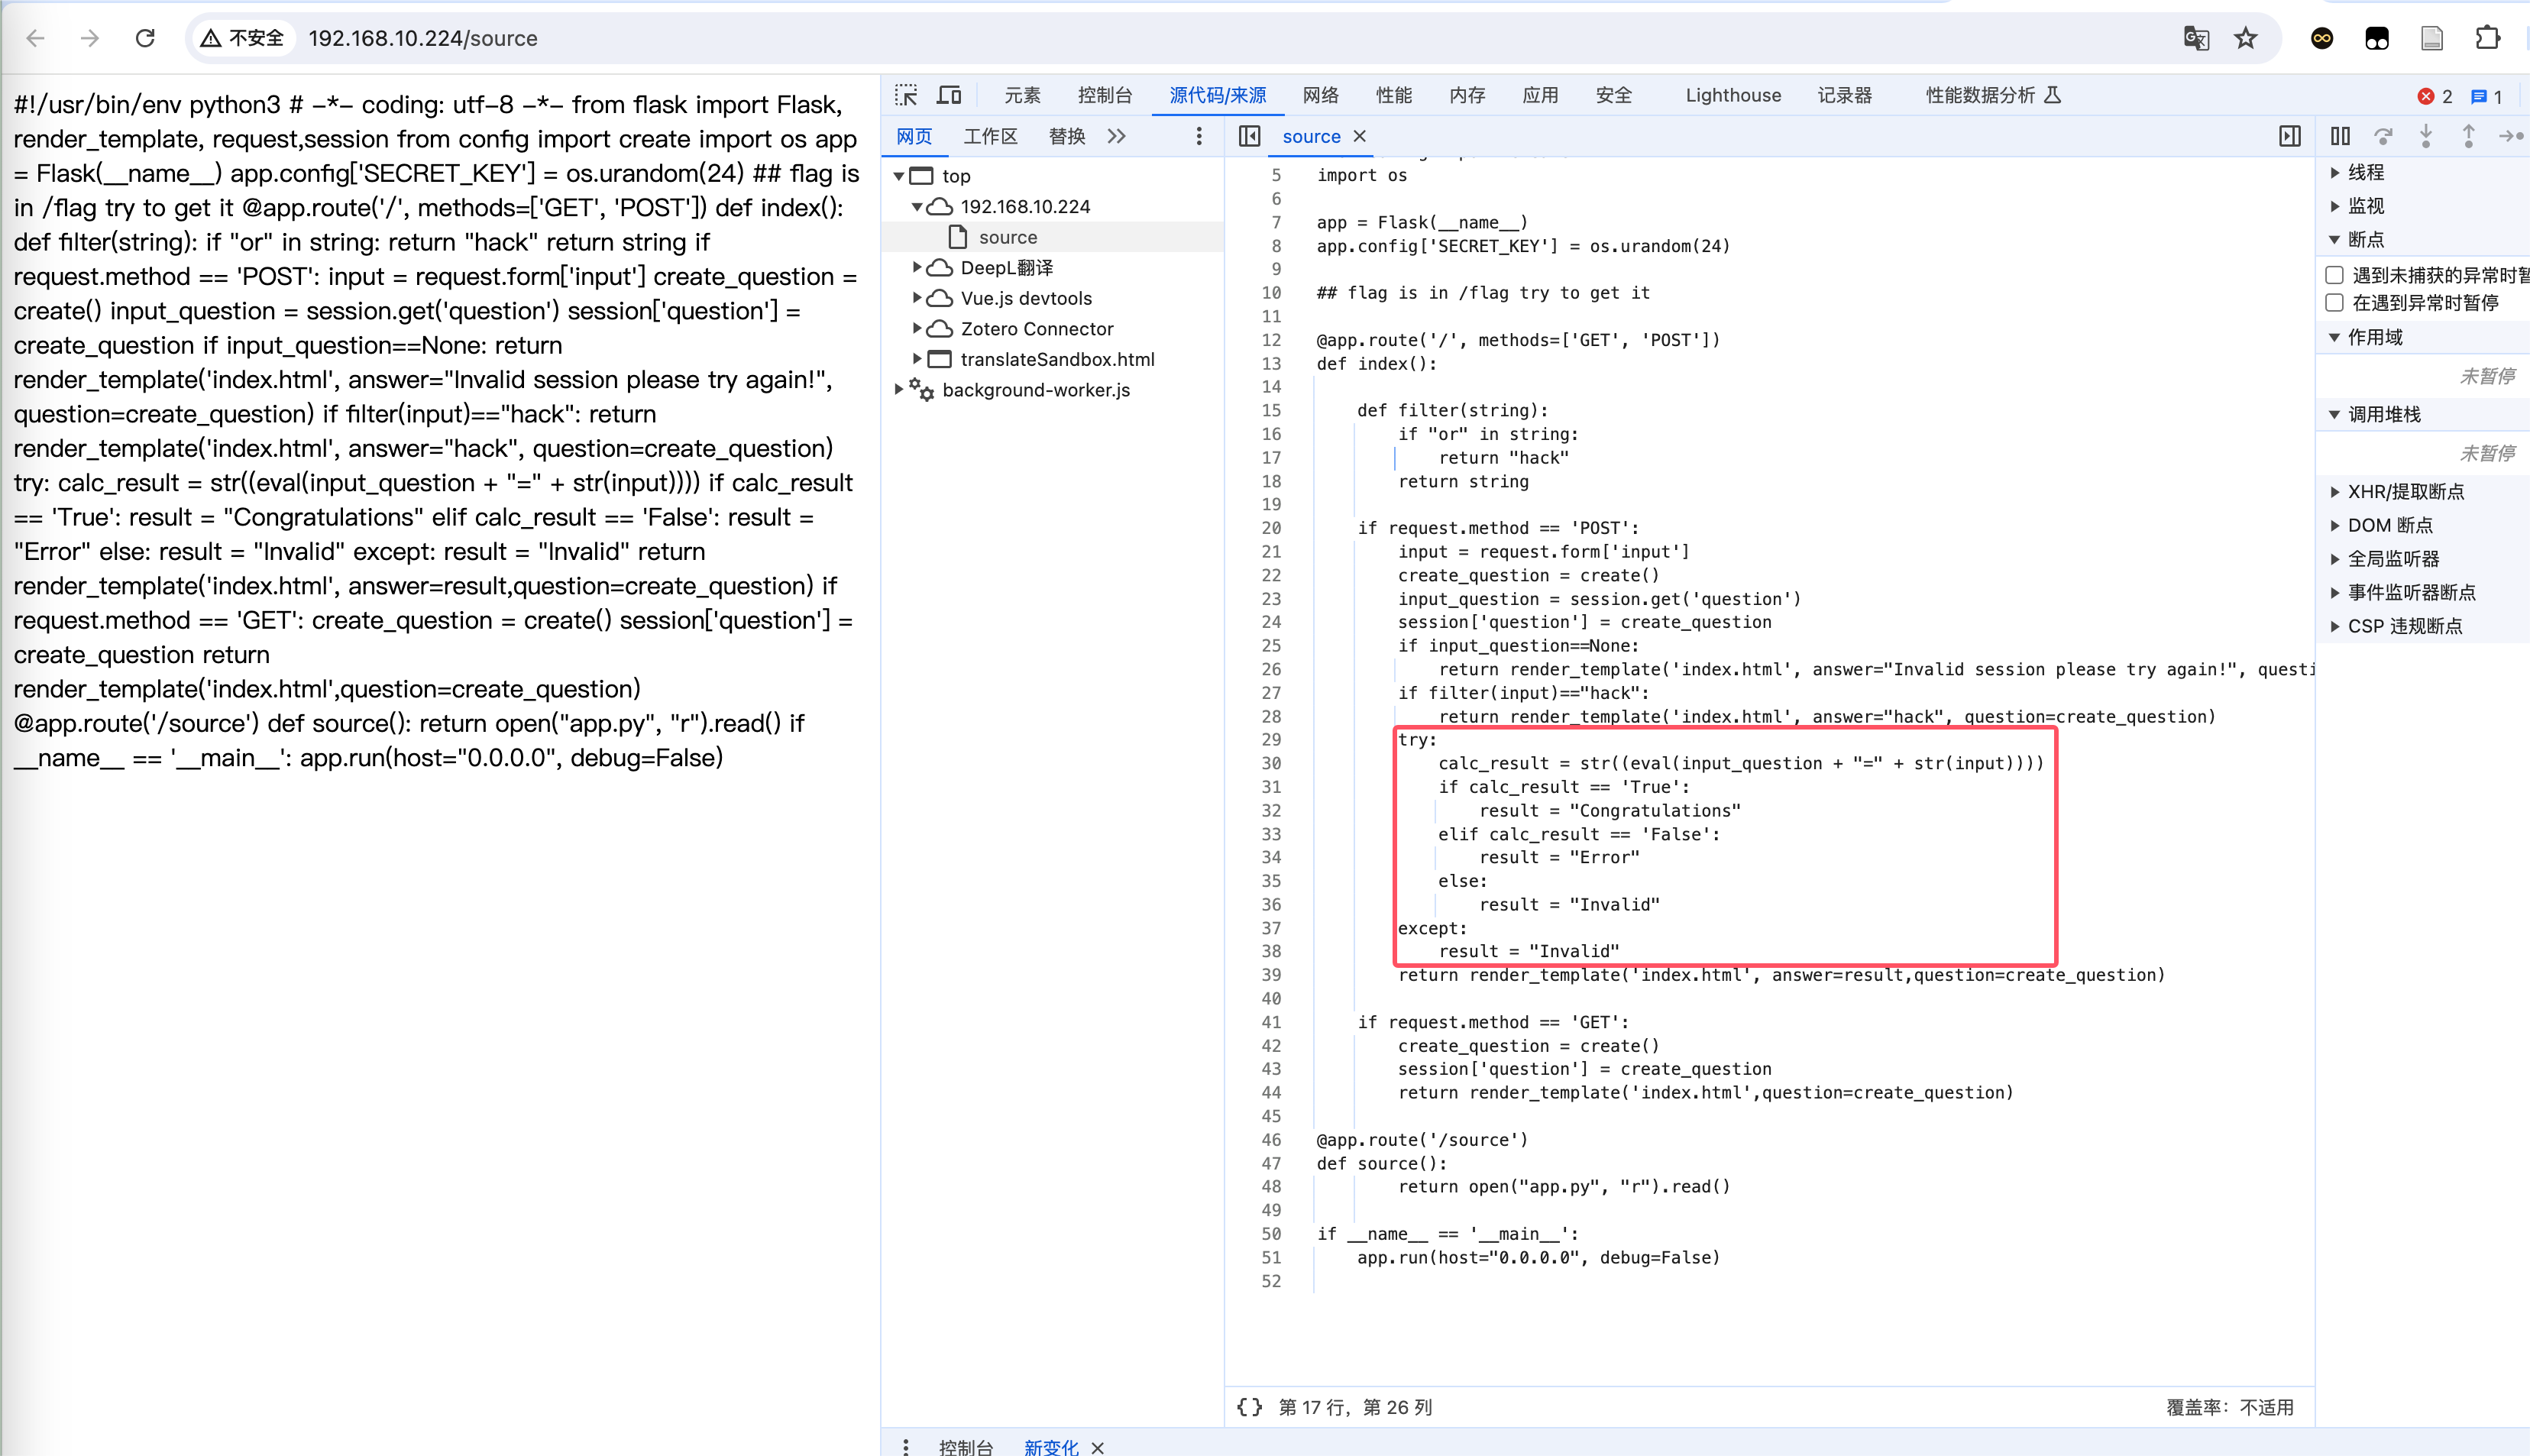 不安全 192.168.10.224/source
#!/usr/bin/env python3 # -*- coding: utf-8 -*- from flask import Flask,
render_template, request,session from config import create import os app
= Flask(__name__) app.config['SECRET_KEY'] = os.urandom(24) ## flag is
in /flag try to get it @app.route('/', methods=['GET', 'POST']) def index():
def filter(string): if "or" in string: return "hack" return string if
request.method == 'POST': input = request.form['input'] create_question =
create() input_question = session.get('question') session['question'] =
create_question if input_question==None: return
render_template('index.html', answer="Invalid session please try again!",
question=create_question) if filter(input)=="hack": return
render_template('index.html', answer="hack", question=create_question)
try: calc_result = str((eval(input_question + "=" + str(input)))) if calc_result
== 'True': result = "Congratulations" elif calc_result == 'False': result =
"Error" else: result = "Invalid" except: result = "Invalid" return
render_template('index.html', answer=result,question=create_question) if
request.method == 'GET': create_question = create() session['question'] =
create_question return
render_template('index.html',question=create_question)
@app.route('/source') def source(): return open("app.py", "r").read() if
__name__ == '__main__': app.run(host="0.0.0.0", debug=False)
元素 控制台 源代码/来源 网络 性能 内存 应用 安全 Lighthouse 记录器 性能数据分析 2 1
网页 工作区 替换
top
192.168.10.224
source
DeepL翻译
Vue.js devtools
Zotero Connector
translateSandbox.html
background-worker.js
source
5 import os
6
7 app = Flask(__name__)
8 app.config['SECRET_KEY'] = os.urandom(24)
9
10 ## flag is in /flag try to get it
11
12 @app.route('/', methods=['GET', 'POST'])
13 def index():
14
15 def filter(string):
16 if "or" in string:
17 return "hack"
18 return string
19
20 if request.method == 'POST':
21 input = request.form['input']
22 create_question = create()
23 input_question = session.get('question')
24 session['question'] = create_question
25 if input_question==None:
26 return render_template('index.html', answer="Invalid session please try again!", questi
27 if filter(input)=="hack":
28 return render_template('index.html', answer="hack", question=create_question)
29 try:
30 calc_result = str((eval(input_question + "=" + str(input))))
31 if calc_result == 'True':
32 result = "Congratulations"
33 elif calc_result == 'False':
34 result = "Error"
35 else:
36 result = "Invalid"
37 except:
38 result = "Invalid"
39 return render_template('index.html', answer=result,question=create_question)
40
41 if request.method == 'GET':
42 create_question = create()
43 session['question'] = create_question
44 return render_template('index.html',question=create_question)
45
46 @app.route('/source')
47 def source():
48 return open("app.py", "r").read()
49
50 if __name__ == '__main__':
51 app.run(host="0.0.0.0", debug=False)
52
{} 第 17 行，第 26 列 覆盖率：不适用
线程
监视
断点
遇到未捕获的异常时暂
在遇到异常时暂停
作用域
未暂停
调用堆栈
未暂停
XHR/提取断点
DOM 断点
全局监听器
事件监听器断点
CSP 违规断点
控制台 新变化